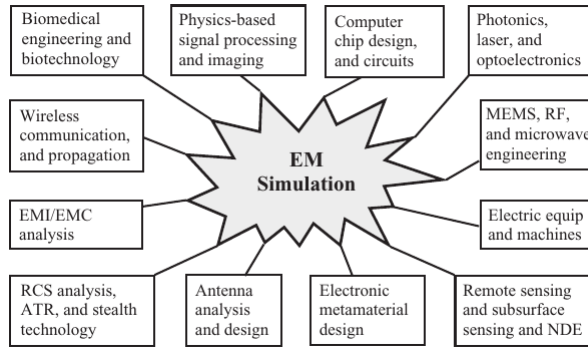 Biomedical
engineering and
biotechnology
Physics-based
signal processing
and imaging
Computer
chip design,
and circuits
Photonics,
laser, and
optoelectronics
Wireless
communication,
and propagation
EM
Simulation
MEMS, RF,
and microwave
engineering
EMI/EMC
analysis
Electric equip
and machines
RCS analysis,
ATR, and stealth
technology
Antenna
analysis
and design
Electronic
metamaterial
design
Remote sensing
and subsurface
sensing and NDE